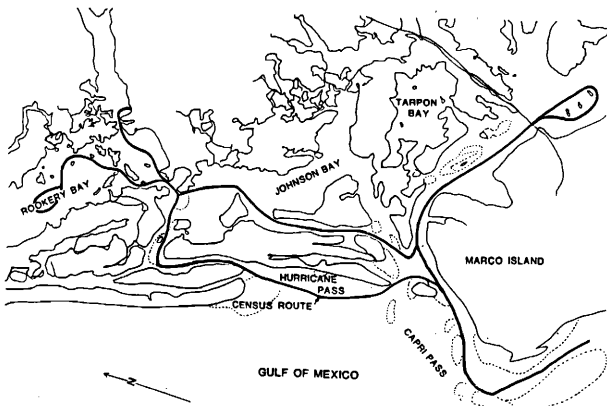 TARPON
BAY
ROOKERY BAY
JOHNSON BAY
MARCO ISLAND
HURRICANE
PASS
CENSUS ROUTE
CAPRI PASS
GULF OF MEXICO
N